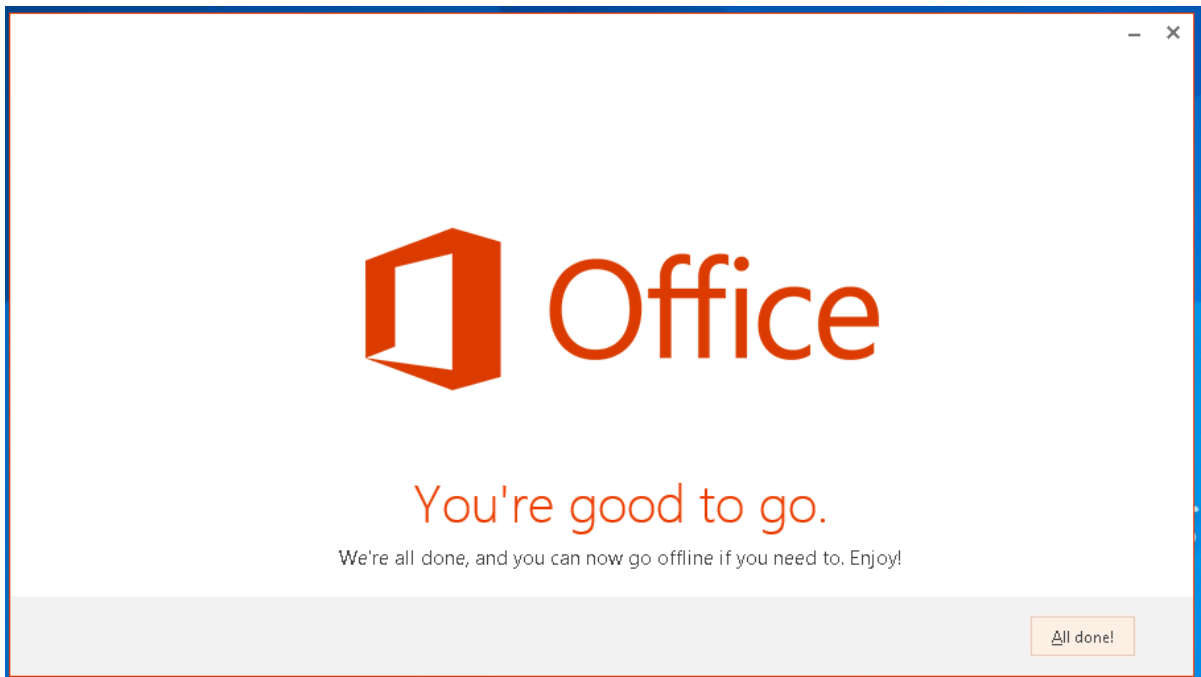 Office
You're good to go.
We're all done, and you can now go offline if you need to. Enjoy!
All done!